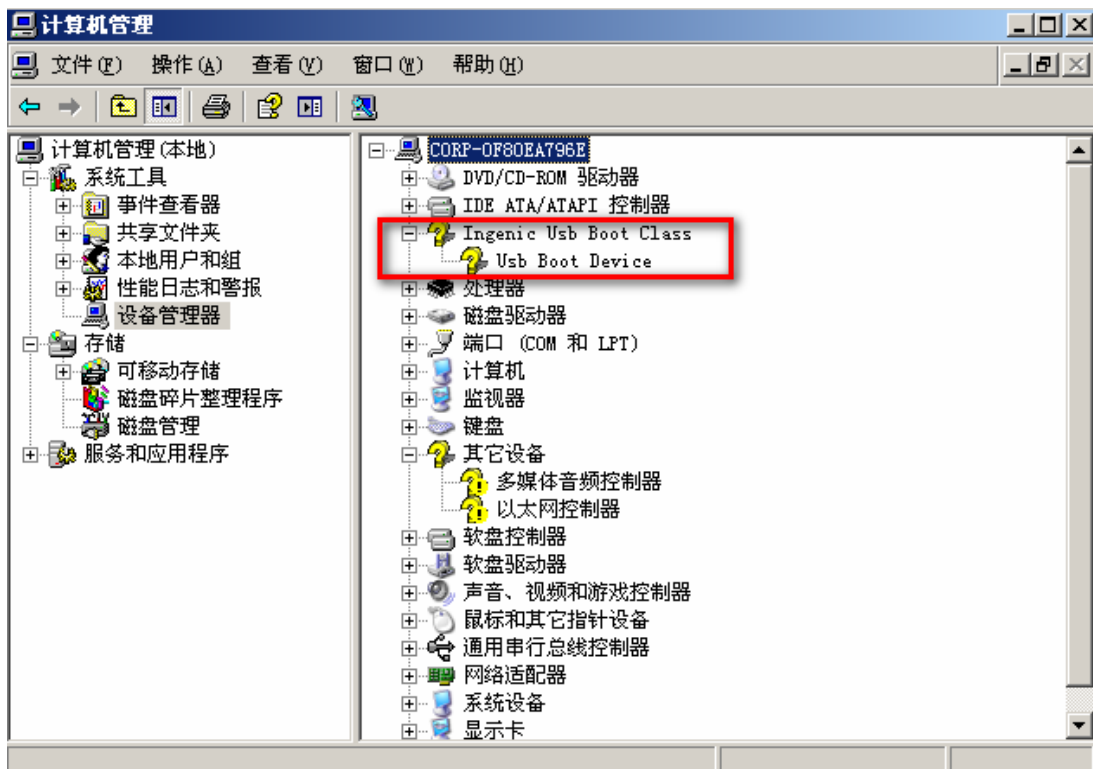 计算机管理
文件(F) 操作(A) 查看(V) 窗口(W) 帮助(H)
计算机管理(本地)
系统工具
事件查看器
共享文件夹
本地用户和组
性能日志和警报
设备管理器
存储
可移动存储
磁盘碎片整理程序
磁盘管理
服务和应用程序
CORP-OF80EA796E
DVD/CD-ROM 驱动器
IDE ATA/ATAPI 控制器
Ingenic Usb Boot Class
Usb Boot Device
处理器
磁盘驱动器
端口 (COM 和 LPT)
计算机
监视器
键盘
其它设备
多媒体音频控制器
以太网控制器
软盘控制器
软盘驱动器
声音、视频和游戏控制器
鼠标和其它指针设备
通用串行总线控制器
网络适配器
系统设备
显示卡